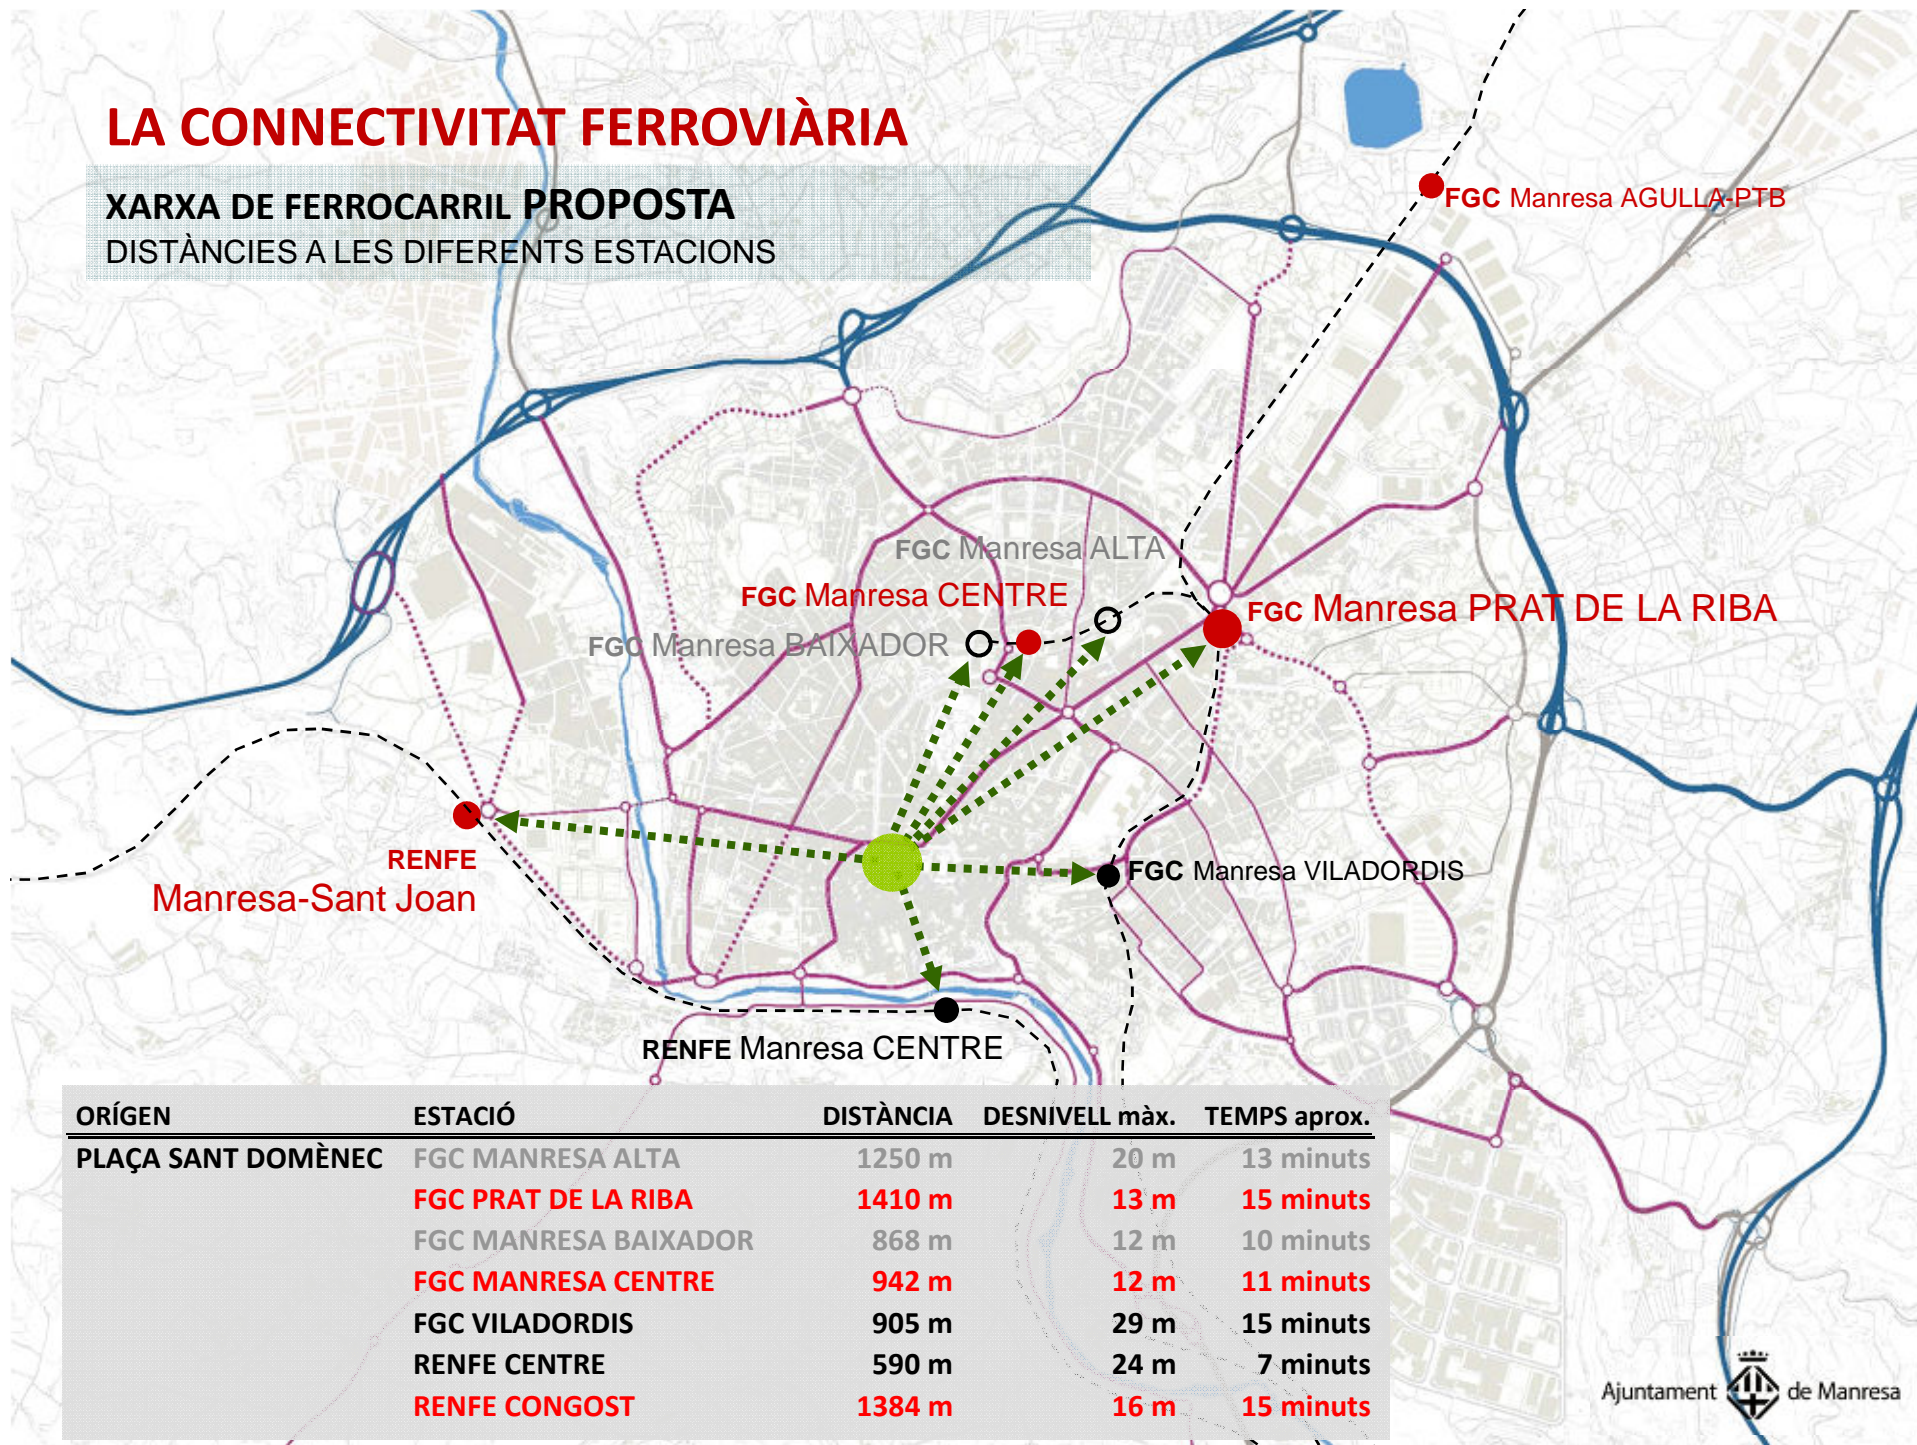 LA CONNECTIVITAT FERROVIÀRIA
XARXA DE FERROCARRIL PROPOSTA
DISTÀNCIES A LES DIFERENTS ESTACIONS
FGC Manresa AGULLA-PTB
FGC Manresa ALTA
FGC Manresa CENTRE
FGC Manresa PRAT DE LA RIBA
FGC Manresa BAIXADOR
RENFE
Manresa-Sant Joan
FGC Manresa VILADORDIS
RENFE Manresa CENTRE
ORÍGEN ESTACIÓ DISTÀNCIA DESNIVELL màx. TEMPS aprox.
PLAÇA SANT DOMÈNEC FGC MANRESA ALTA 1250 m 20 m 13 minuts
FGC PRAT DE LA RIBA 1410 m 13 m 15 minuts
FGC MANRESA BAIXADOR 868 m 12 m 10 minuts
FGC MANRESA CENTRE 942 m 12 m 11 minuts
FGC VILADORDIS 905 m 29 m 15 minuts
RENFE CENTRE 590 m 24 m 7 minuts
RENFE CONGOST 1384 m 16 m 15 minuts
Ajuntament de Manresa